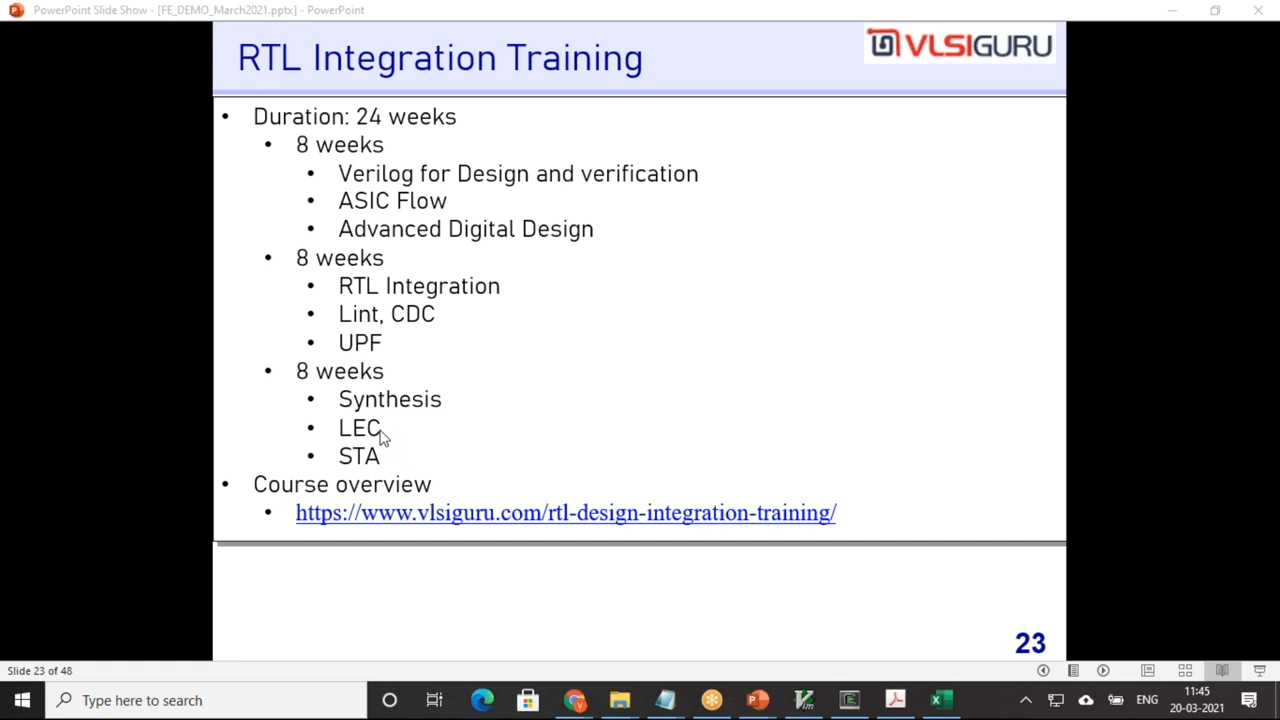 PowerPoint Slide Show - [FE_DEMO_March2021.pptx] - PowerPoint
RTL Integration Training
VLSIGURU
• Duration: 24 weeks
• 8 weeks
• Verilog for Design and verification
• ASIC Flow
• Advanced Digital Design
• 8 weeks
• RTL Integration
• Lint, CDC
• UPF
• 8 weeks
• Synthesis
• LEC
• STA
• Course overview
• https://www.vlsiguru.com/rtl-design-integration-training/
23
Slide 23 of 48
Type here to search
ENG
11:45
20-03-2021